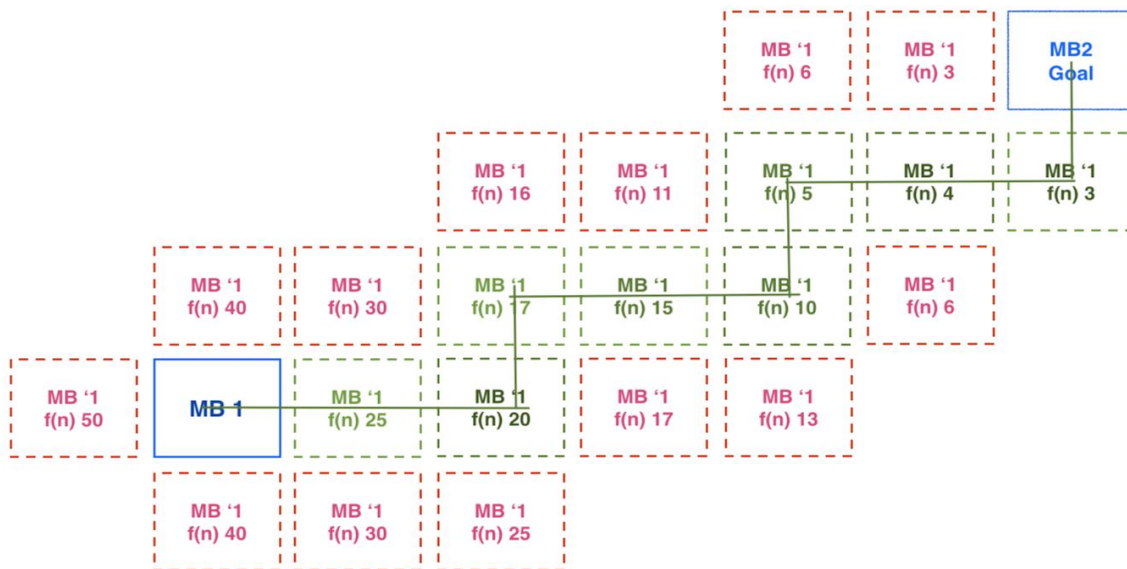 MB ‘1
f(n) 6
MB ‘1
f(n) 3
MB2
Goal
MB ‘1
f(n) 16
MB ‘1
f(n) 11
MB ‘1
f(n) 5
MB ‘1
f(n) 4
MB ‘1
f(n) 3
MB ‘1
f(n) 40
MB ‘1
f(n) 30
MB ‘1
f(n) 17
MB ‘1
f(n) 15
MB ‘1
f(n) 10
MB ‘1
f(n) 6
MB ‘1
f(n) 50
MB 1
MB ‘1
f(n) 25
MB ‘1
f(n) 20
MB ‘1
f(n) 17
MB ‘1
f(n) 13
MB ‘1
f(n) 40
MB ‘1
f(n) 30
MB ‘1
f(n) 25